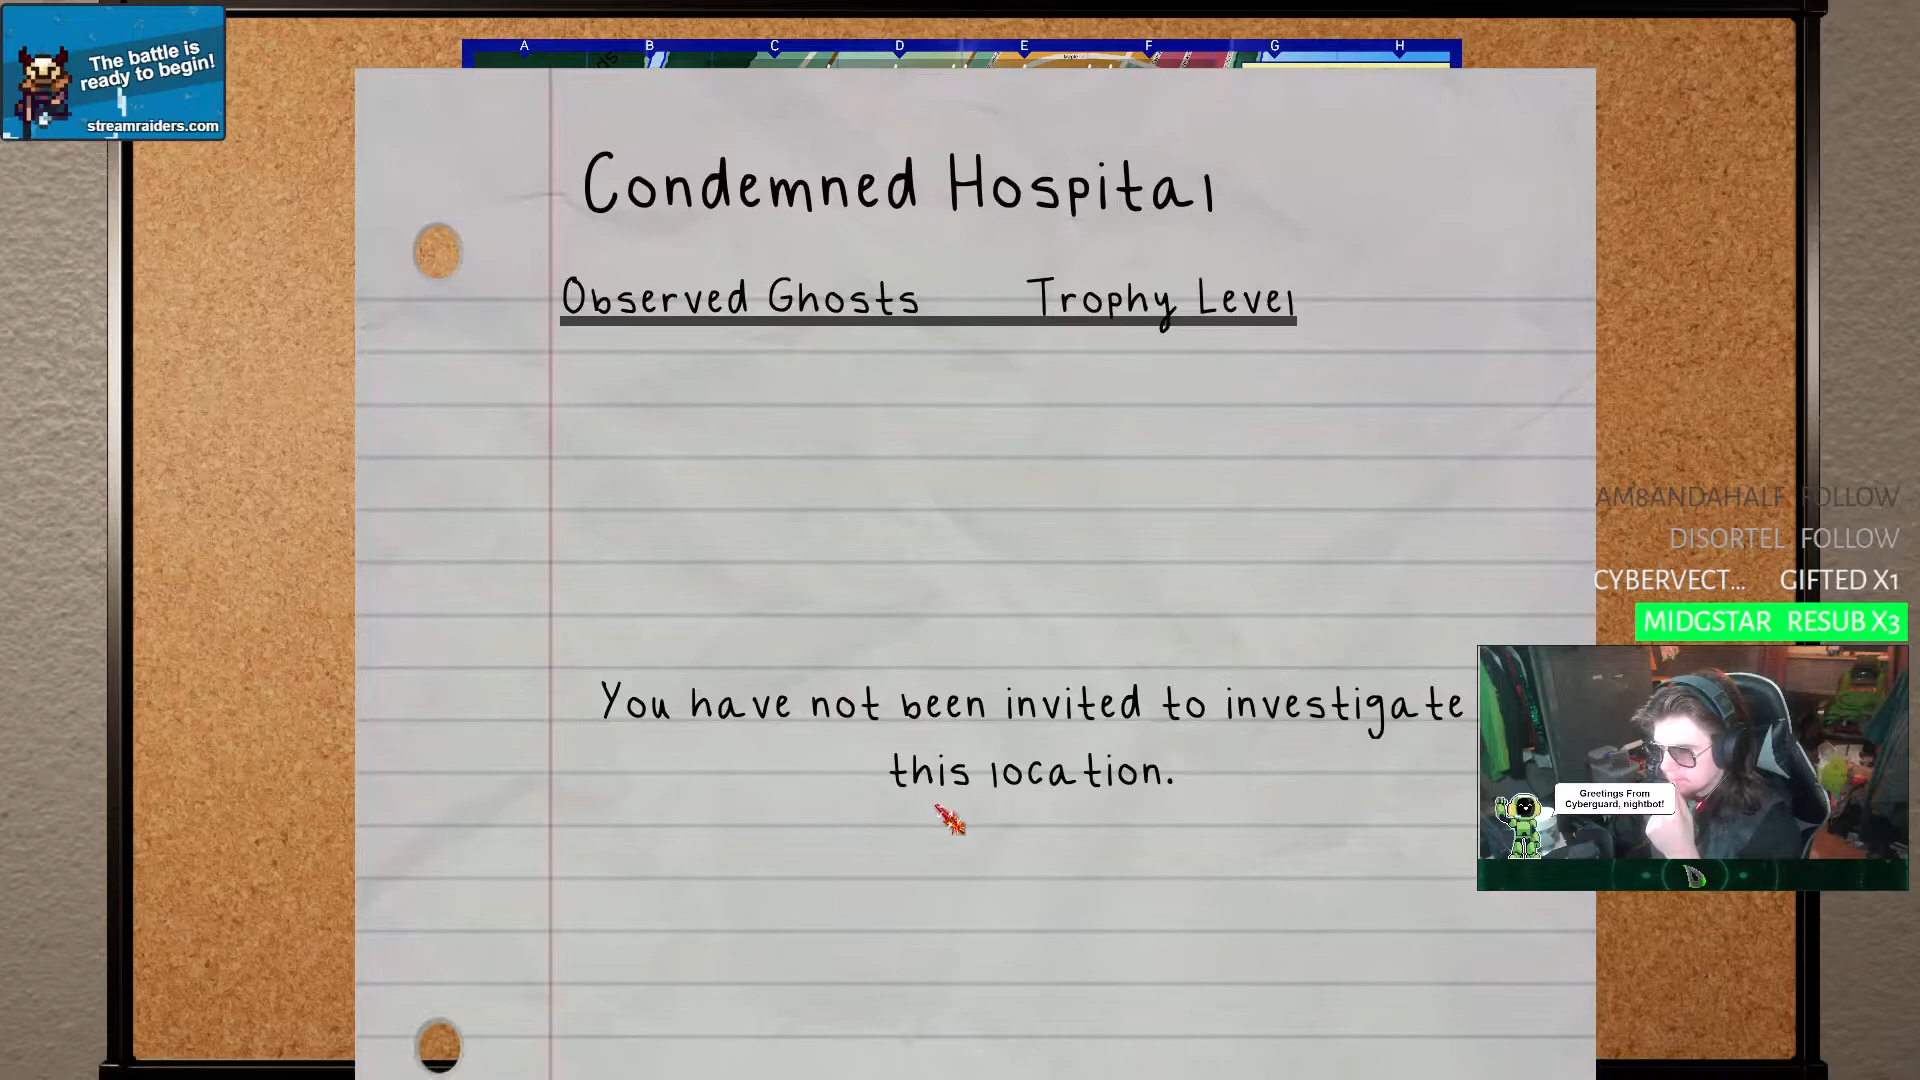 The battle is
ready to begin!
streamraiders.com
A B C D E F G H
Condemned Hospital
Observed Ghosts Trophy Level
You have not been invited to investigate
this location.
AM8ANDAHALF FOLLOW
DISORTEL FOLLOW
CYBERVECT... GIFTED X1
MIDGSTAR RESUB X3
Greetings From
Cyberguard, nightbot!